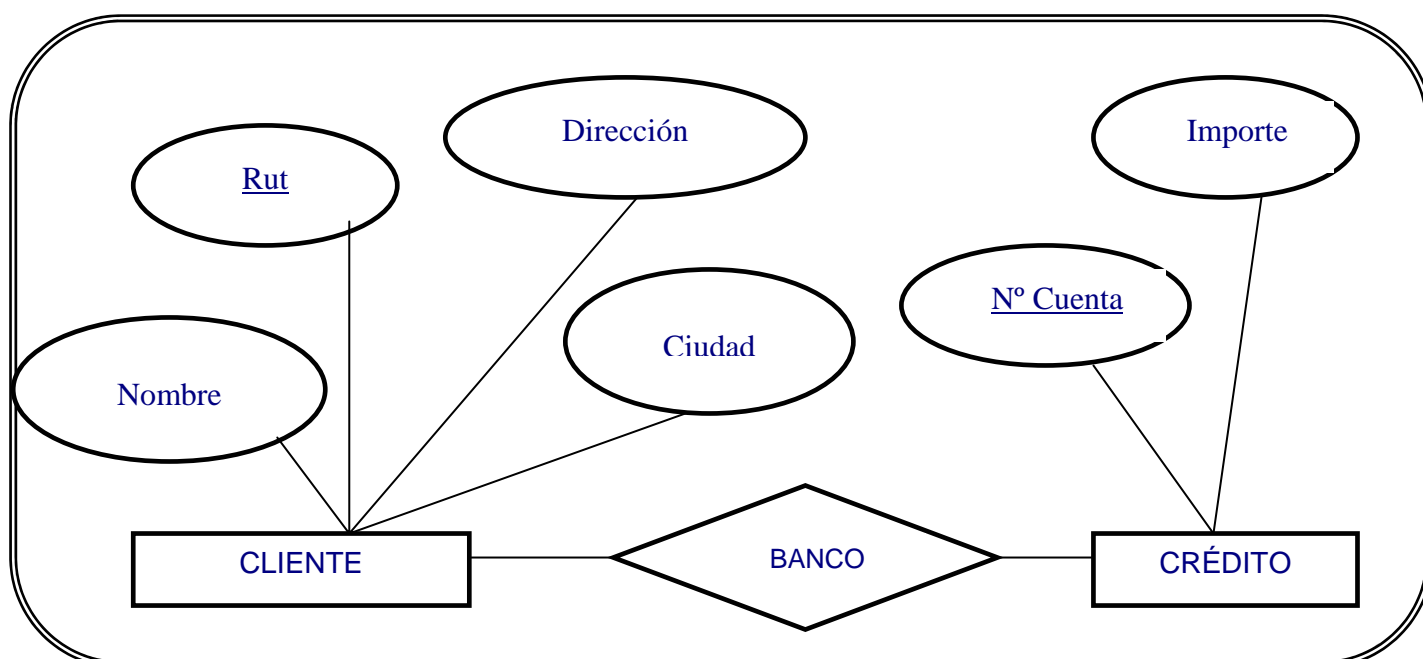 Dirección
Importe
Rut
Nº Cuenta
Ciudad
Nombre
CLIENTE
BANCO
CRÉDITO